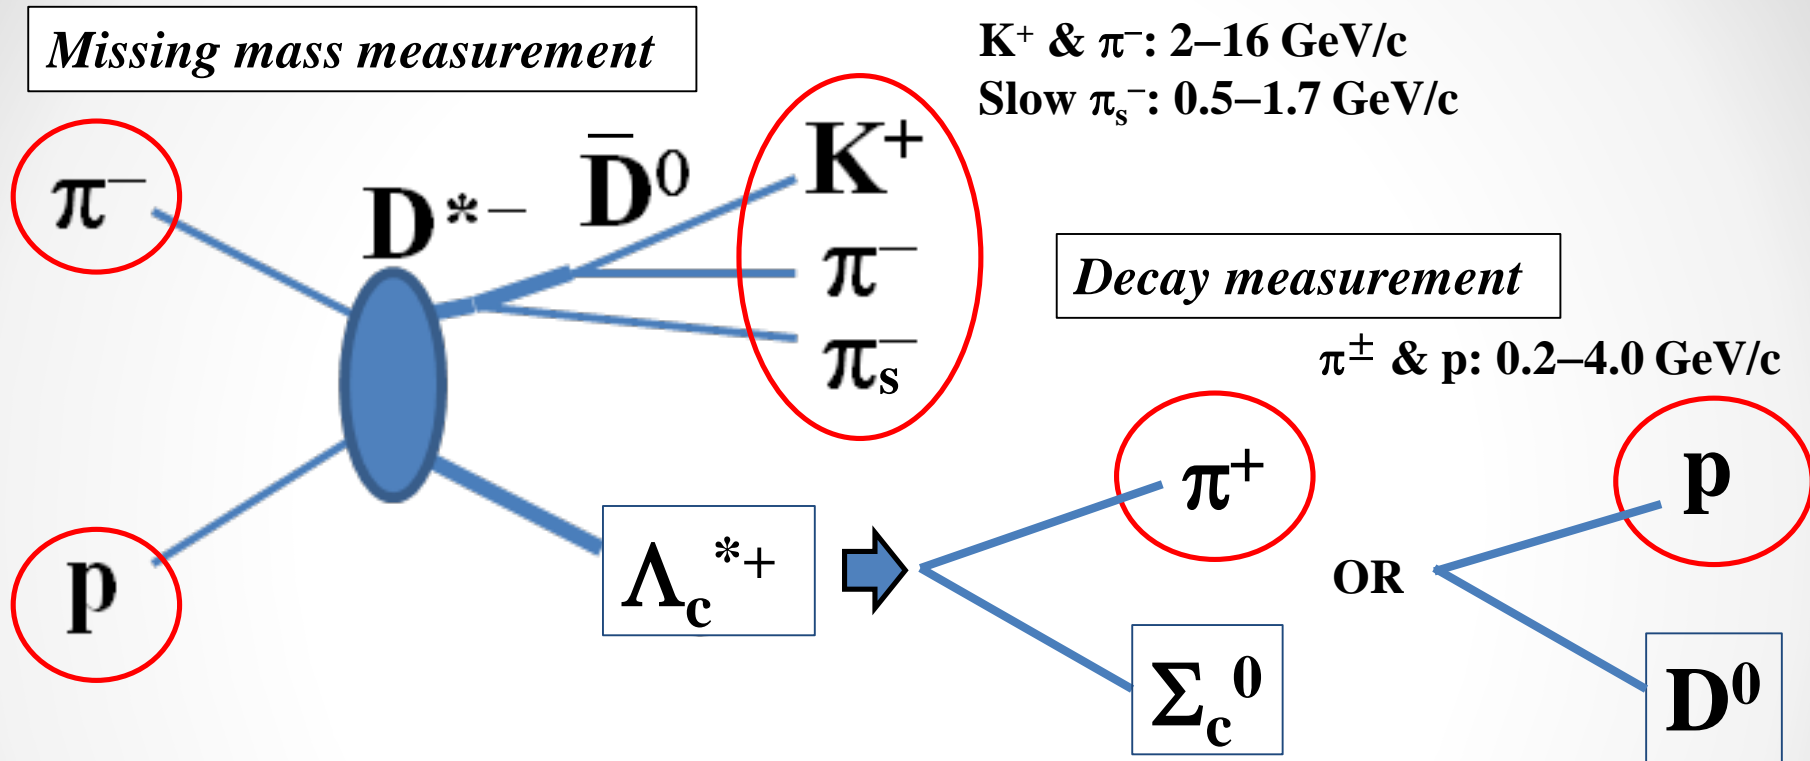 Missing mass measurement
K⁺ & π⁻: 2–16 GeV/c
Slow πₛ⁻: 0.5–1.7 GeV/c
π⁻
D*⁻
D̅⁰
K⁺
π⁻
πₛ⁻
Decay measurement
π± & p: 0.2–4.0 GeV/c
p
Λc*⁺
π⁺
Σc⁰
OR
p
D⁰